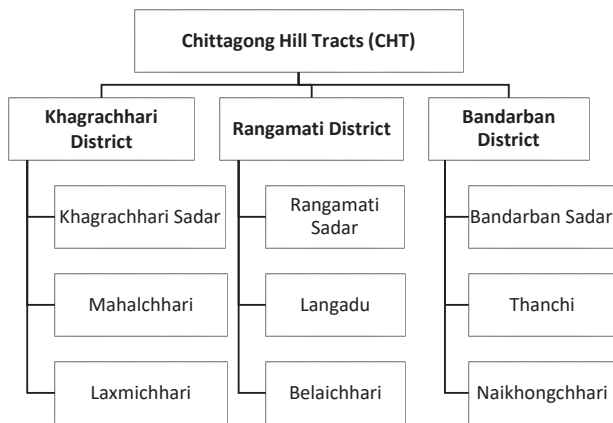 Chittagong Hill Tracts (CHT)
Khagrachhari
District
Rangamati District
Bandarban
District
Khagrachhari Sadar
Rangamati
Sadar
Bandarban Sadar
Mahalchhari
Langadu
Thanchi
Laxmichhari
Belaichhari
Naikhongchhari